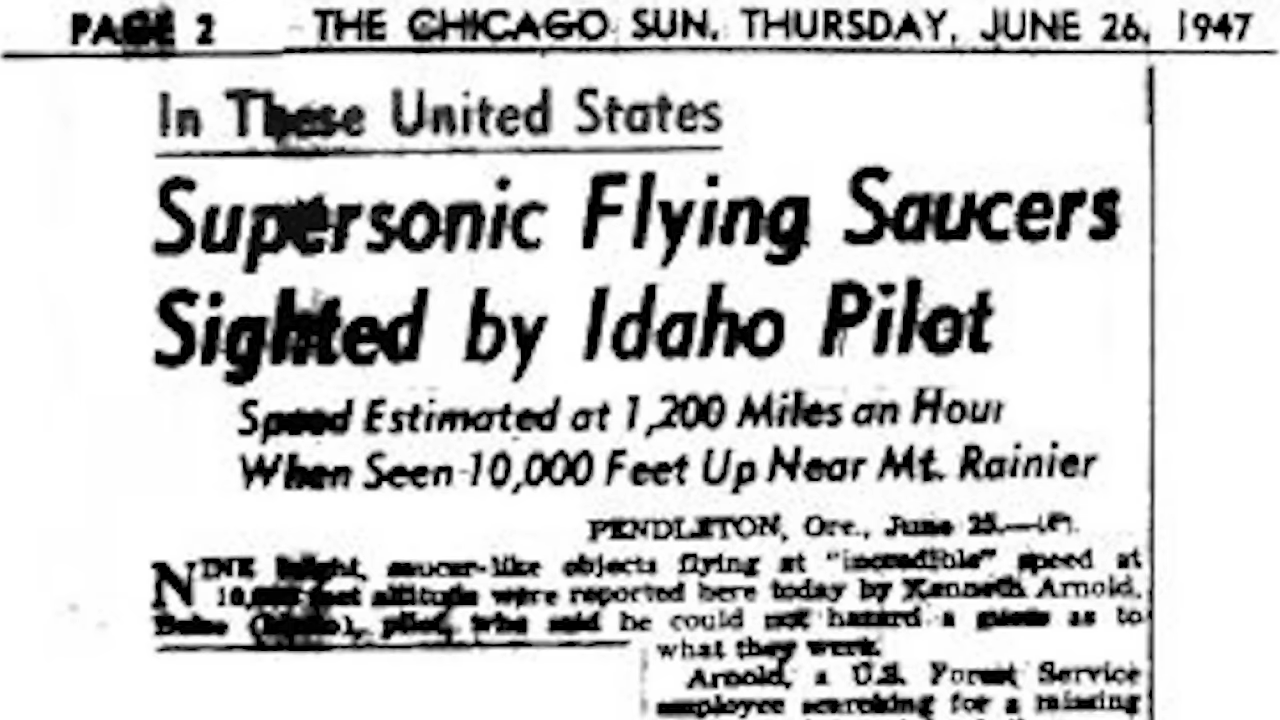 PAGE 2 THE CHICAGO SUN, THURSDAY, JUNE 26, 1947
In These United States
Supersonic Flying Saucers
Sighted by Idaho Pilot
Speed Estimated at 1,200 Miles an Hour
When Seen 10,000 Feet Up Near Mt. Rainier
PENDLETON, Ore., June 25.—(AP).
NINE bright, saucer-like objects flying at "incredible" speed at
10,000 feet altitude were reported here today by Kenneth Arnold,
Boise (Idaho), pilot, who said he could not hazard a guess as to
what they were.
Arnold, a U.S. Forest Service
employee searching for a missing